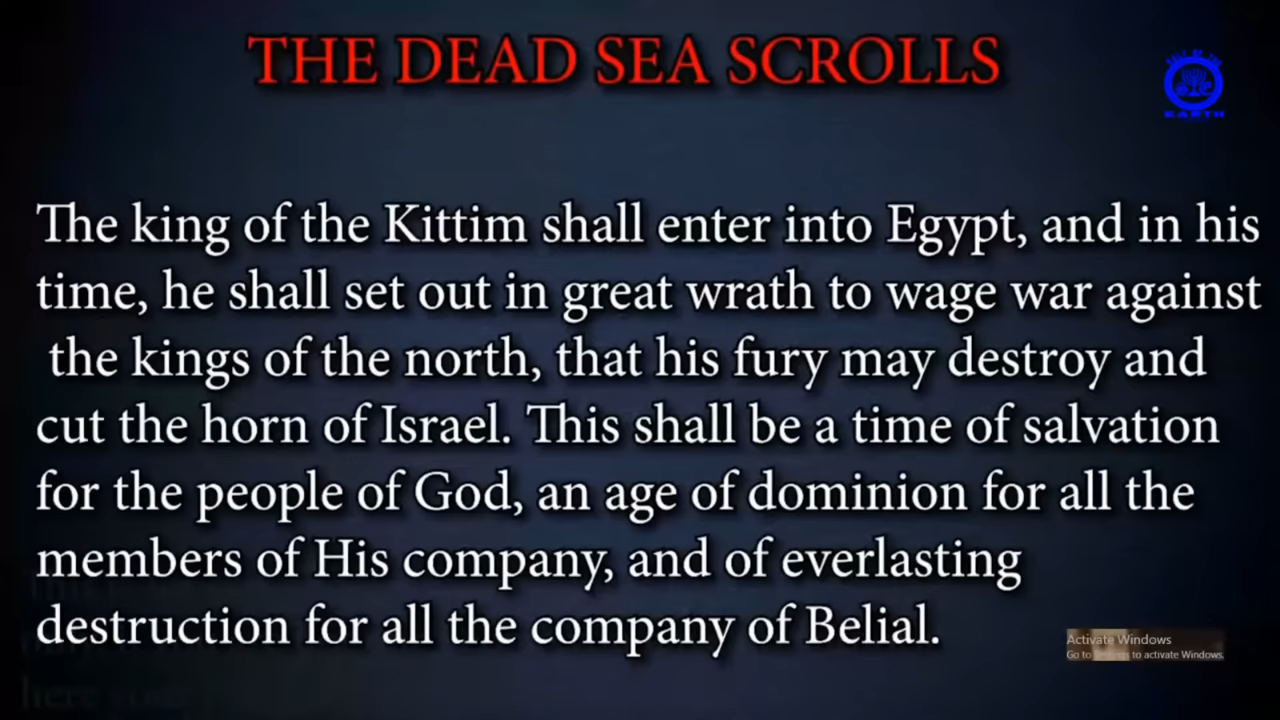 THE DEAD SEA SCROLLS
EARTH
The king of the Kittim shall enter into Egypt, and in his
time, he shall set out in great wrath to wage war against
the kings of the north, that his fury may destroy and
cut the horn of Israel. This shall be a time of salvation
for the people of God, an age of dominion for all the
members of His company, and of everlasting
destruction for all the company of Belial.
Activate Windows
Go to Settings to activate Windows.